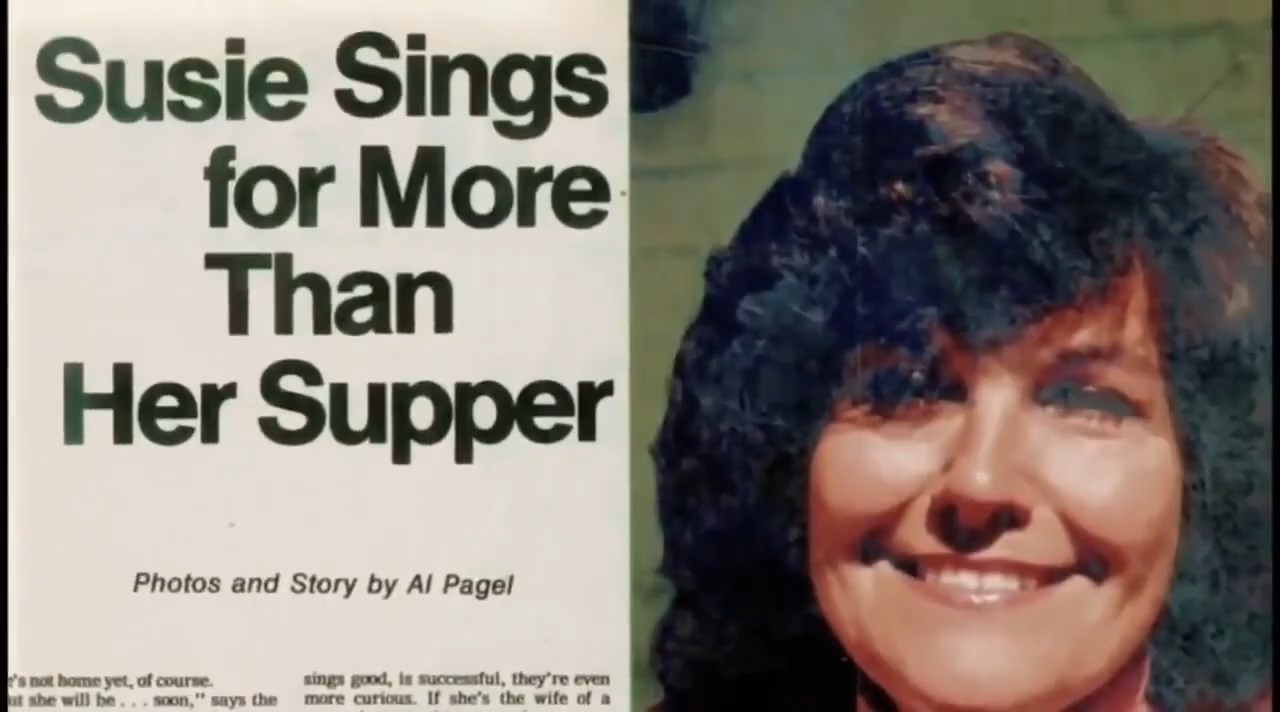 Susie Sings
for More
Than
Her Supper
Photos and Story by Al Pagel
not home yet, of course.
she will be . . . soon," says the
sings good, is successful, they're even
more curious. If she's the wife of a